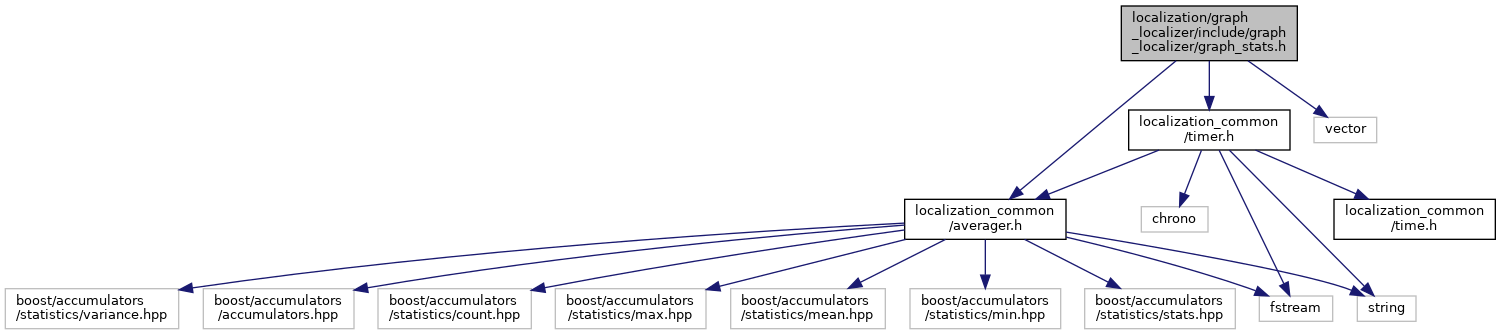 localization/graph
_localizer/include/graph
_localizer/graph_stats.h
localization_common
/timer.h
vector
localization_common
/averager.h
chrono
localization_common
/time.h
boost/accumulators
/statistics/variance.hpp
boost/accumulators
/accumulators.hpp
boost/accumulators
/statistics/count.hpp
boost/accumulators
/statistics/max.hpp
boost/accumulators
/statistics/mean.hpp
boost/accumulators
/statistics/min.hpp
boost/accumulators
/statistics/stats.hpp
fstream
string